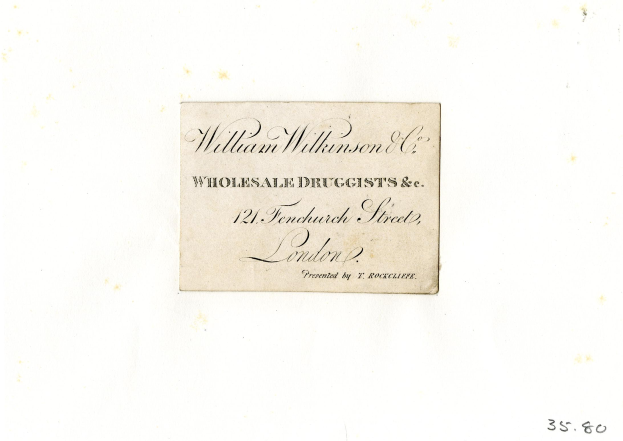 William Wilkinson & Co.
WHOLESALE DRUGGISTS &c.
121. Fenchurch Street,
London.
Presented by T. ROCKCLIFFE.
35.80